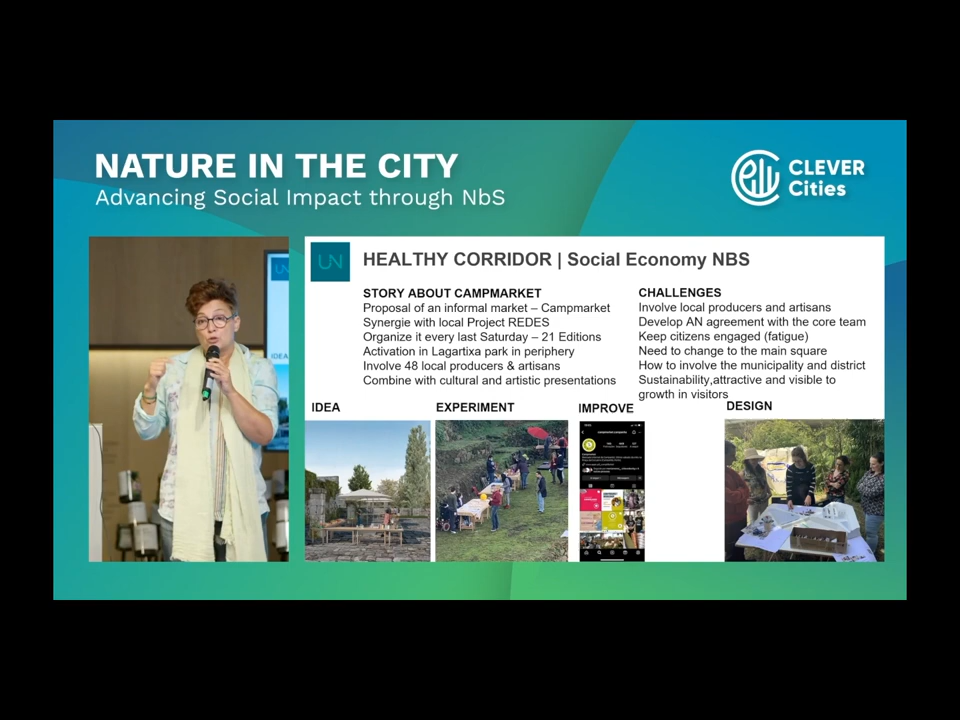 NATURE IN THE CITY
Advancing Social Impact through NbS
CLEVER
Cities
UN
HEALTHY CORRIDOR | Social Economy NBS
STORY ABOUT CAMPMARKET
Proposal of an informal market – Campmarket
Synergie with local Project REDES
Organize it every last Saturday – 21 Editions
Activation in Lagartixa park in periphery
Involve 48 local producers & artisans
Combine with cultural and artistic presentations
CHALLENGES
Involve local producers and artisans
Develop AN agreement with the core team
Keep citizens engaged (fatigue)
Need to change to the main square
How to involve the municipality and district
Sustainability,attractive and visible to
growth in visitors
IDEA
EXPERIMENT
IMPROVE
DESIGN
UN
IDEA